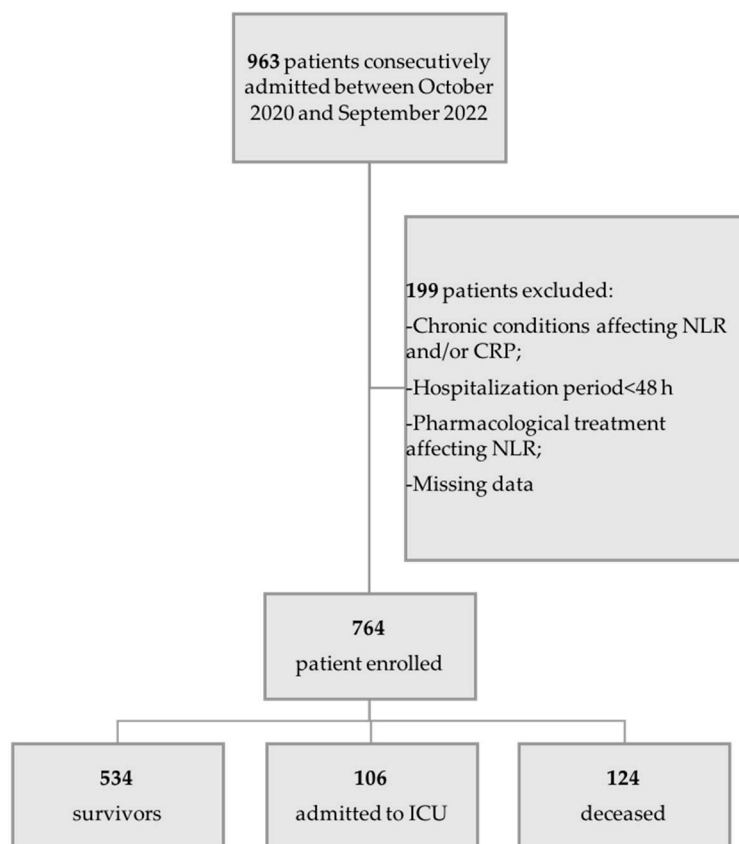 963 patients consecutively
admitted between October
2020 and September 2022
199 patients excluded:
-Chronic conditions affecting NLR
and/or CRP;
-Hospitalization period<48 h
-Pharmacological treatment
affecting NLR;
-Missing data
764
patient enrolled
534
survivors
106
admitted to ICU
124
deceased